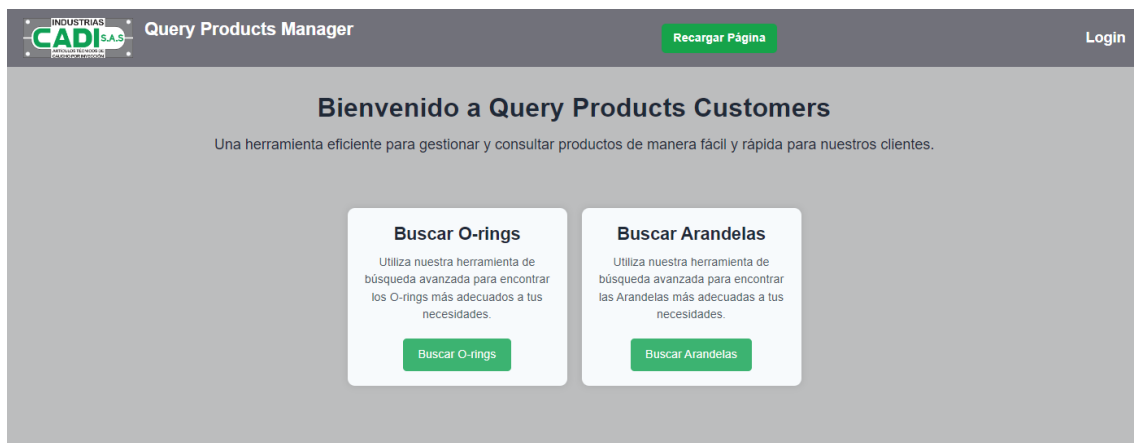 INDUSTRIAS
CADI S.A.S
Query Products Manager
Recargar Página
Login
Bienvenido a Query Products Customers
Una herramienta eficiente para gestionar y consultar productos de manera fácil y rápida para nuestros clientes.
Buscar O-rings
Utiliza nuestra herramienta de
búsqueda avanzada para encontrar
los O-rings más adecuados a tus
necesidades.
Buscar O-rings
Buscar Arandelas
Utiliza nuestra herramienta de
búsqueda avanzada para encontrar
las Arandelas más adecuadas a tus
necesidades.
Buscar Arandelas